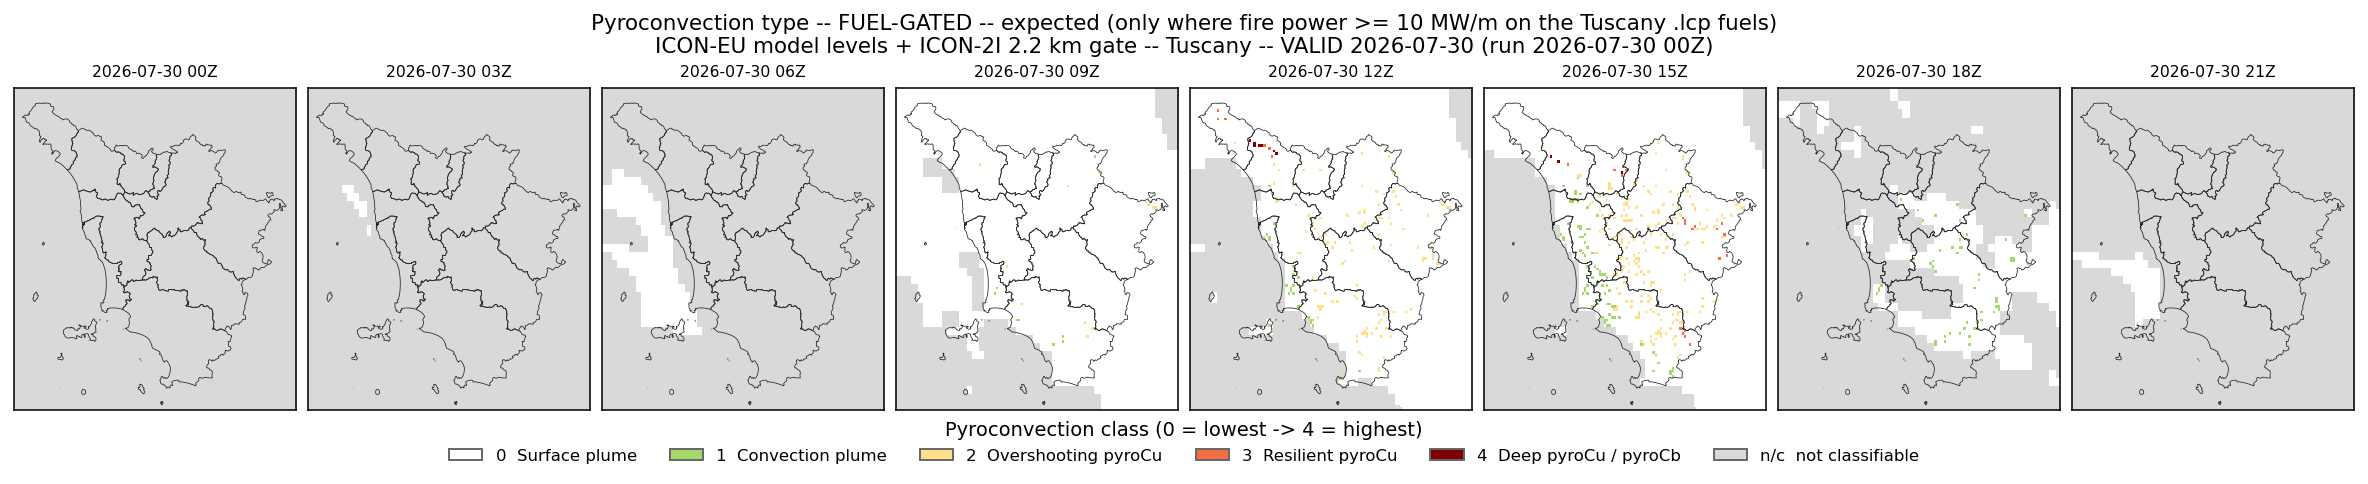 Pyroconvection type -- FUEL-GATED -- expected (only where fire power >= 10 MW/m on the Tuscany .lcp fuels)
ICON-EU model levels + ICON-2I 2.2 km gate -- Tuscany -- VALID 2026-07-30 (run 2026-07-30 00Z)
2026-07-30 00Z
2026-07-30 03Z
2026-07-30 06Z
2026-07-30 09Z
2026-07-30 12Z
2026-07-30 15Z
2026-07-30 18Z
2026-07-30 21Z
Pyroconvection class (0 = lowest -> 4 = highest)
0 Surface plume
1 Convection plume
2 Overshooting pyroCu
3 Resilient pyroCu
4 Deep pyroCu / pyroCb
n/c not classifiable